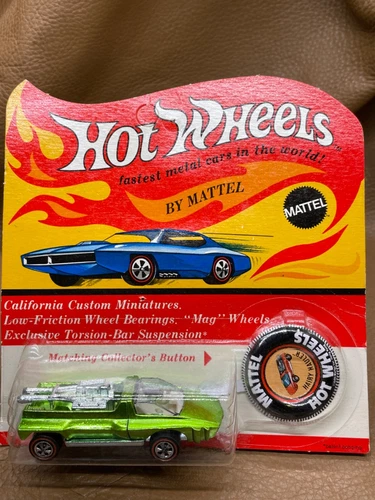 Hot Wheels
fastest metal cars in the world!
BY MATTEL
MATTEL
California Custom Miniatures.
Low-Friction Wheel Bearings. "Mag" Wheels.
Exclusive Torsion-Bar Suspension*
Matching Collector's Button
MATTEL
HOT WHEELS